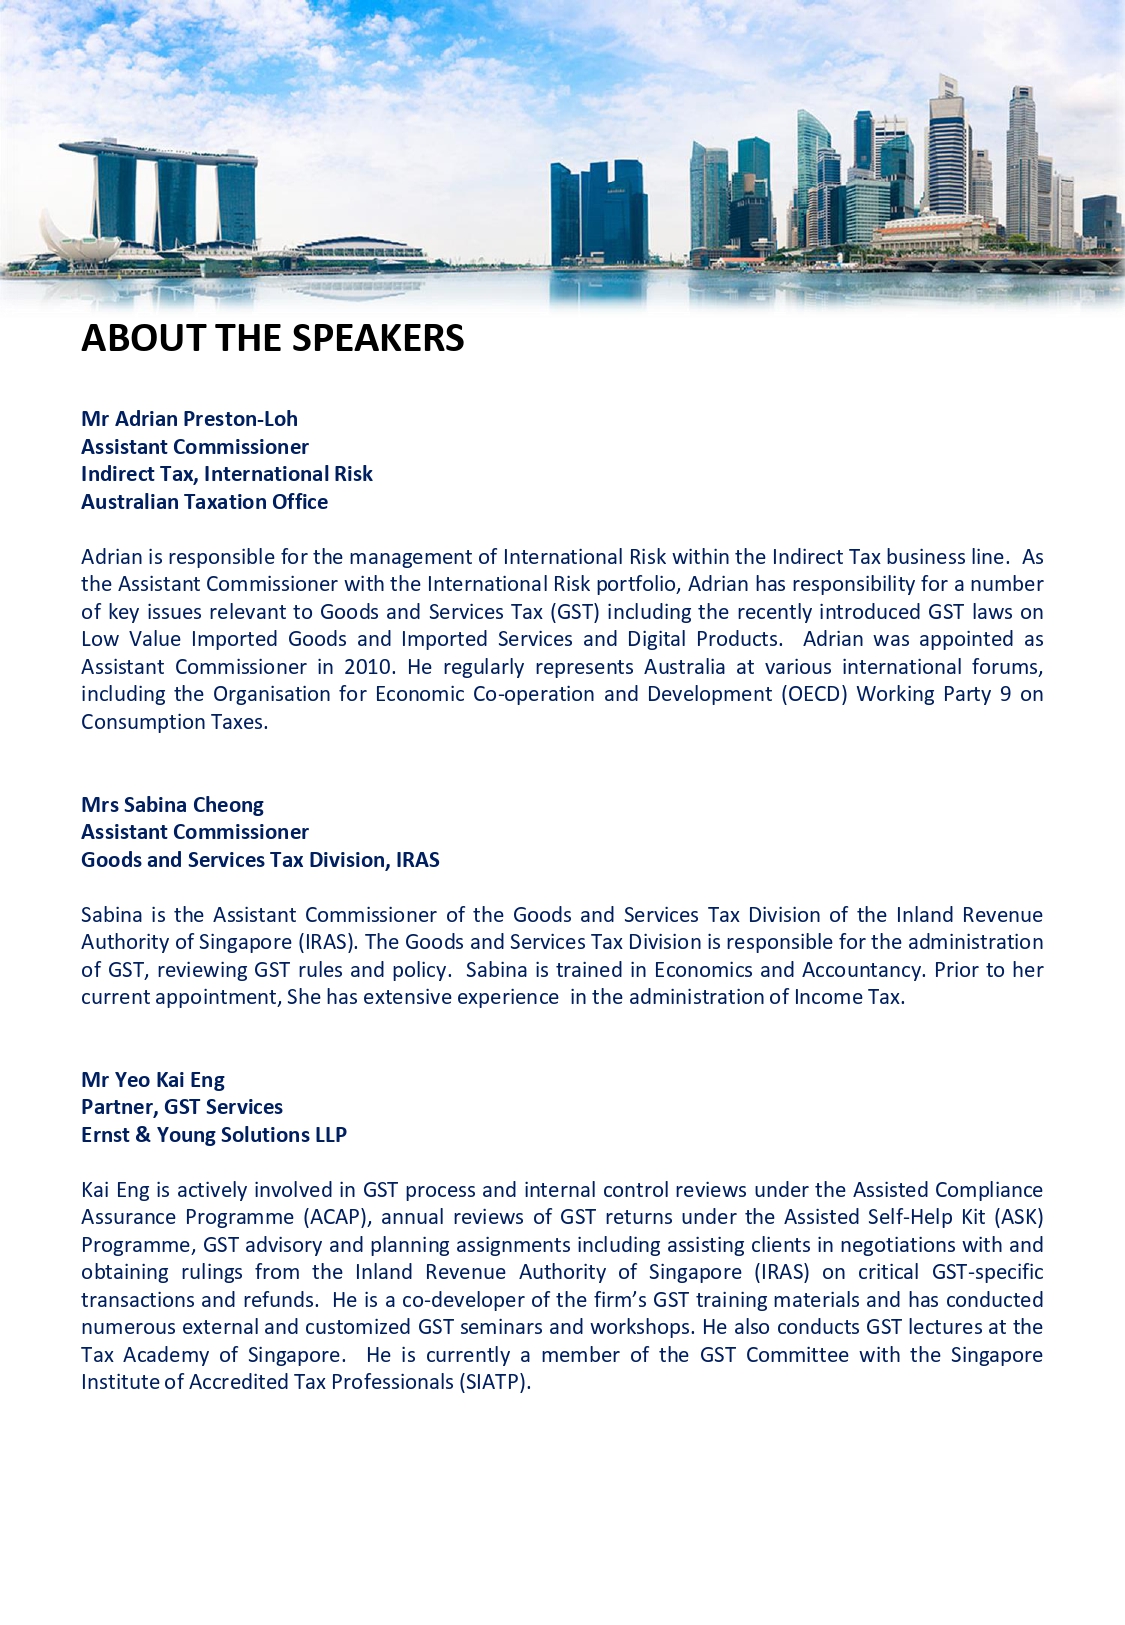 ABOUT THE SPEAKERS
Mr Adrian Preston-Loh
Assistant Commissioner
Indirect Tax, International Risk
Australian Taxation Office
Adrian is responsible for the management of International Risk within the Indirect Tax business line.  As
the Assistant Commissioner with the International Risk portfolio, Adrian has responsibility for a number
of key issues relevant to Goods and Services Tax (GST) including the recently introduced GST laws on
Low Value Imported Goods and Imported Services and Digital Products.  Adrian was appointed as
Assistant Commissioner in 2010. He regularly represents Australia at various international forums,
including the Organisation for Economic Co-operation and Development (OECD) Working Party 9 on
Consumption Taxes.
Mrs Sabina Cheong
Assistant Commissioner
Goods and Services Tax Division, IRAS
Sabina is the Assistant Commissioner of the Goods and Services Tax Division of the Inland Revenue
Authority of Singapore (IRAS). The Goods and Services Tax Division is responsible for the administration
of GST, reviewing GST rules and policy.  Sabina is trained in Economics and Accountancy. Prior to her
current appointment, She has extensive experience  in the administration of Income Tax.
Mr Yeo Kai Eng
Partner, GST Services
Ernst & Young Solutions LLP
Kai Eng is actively involved in GST process and internal control reviews under the Assisted Compliance
Assurance Programme (ACAP), annual reviews of GST returns under the Assisted Self-Help Kit (ASK)
Programme, GST advisory and planning assignments including assisting clients in negotiations with and
obtaining rulings from the Inland Revenue Authority of Singapore (IRAS) on critical GST-specific
transactions and refunds.  He is a co-developer of the firm’s GST training materials and has conducted
numerous external and customized GST seminars and workshops. He also conducts GST lectures at the
Tax Academy of Singapore.  He is currently a member of the GST Committee with the Singapore
Institute of Accredited Tax Professionals (SIATP).